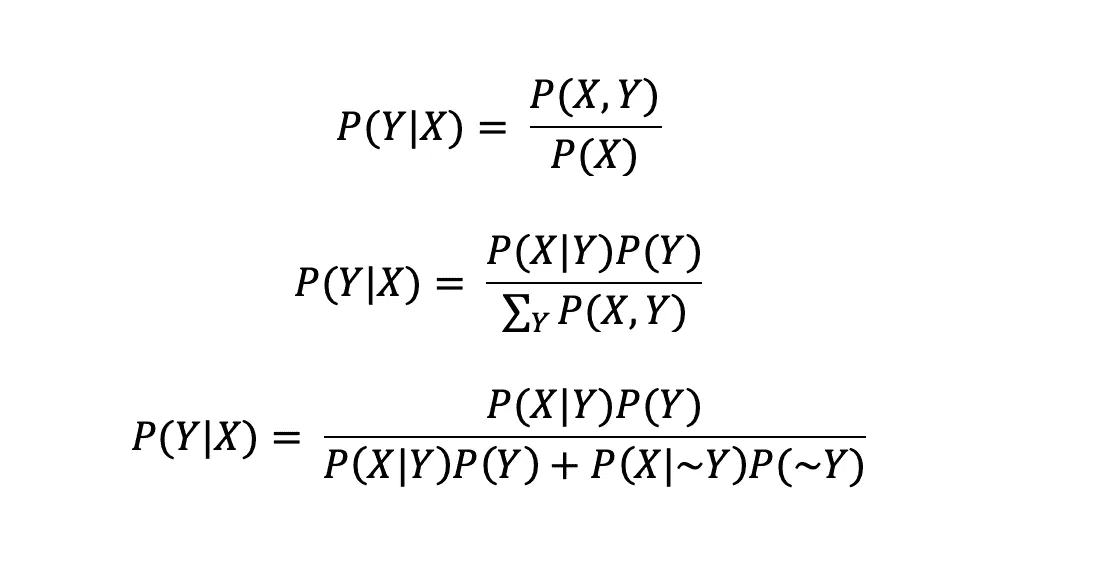 P(Y|X) = P(X, Y) / P(X)
P(Y|X) = P(X|Y)P(Y) / ∑_Y P(X, Y)
P(Y|X) = P(X|Y)P(Y) / P(X|Y)P(Y) + P(X|~Y)P(~Y)